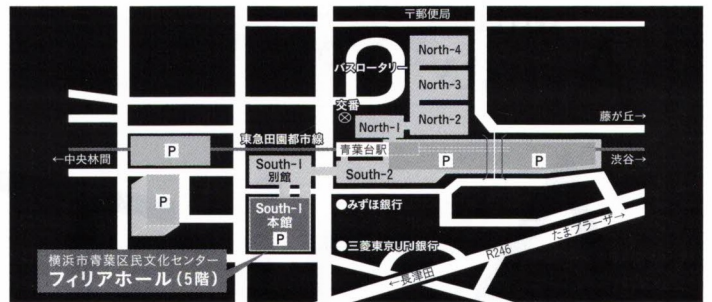 〒郵便局
North-4
バスロータリー
North-3
交番
North-2
North-1
藤が丘→
東急田園都市線
青葉台駅
P
P
P
←中央林間
渋谷→
South-1
別館
South-2
P
South-1
本館
P
●みずほ銀行
たまプラーザ→
●三菱東京UFJ銀行
R246
←長津田
横浜市青葉区民文化センター
フィリアホール(5階)